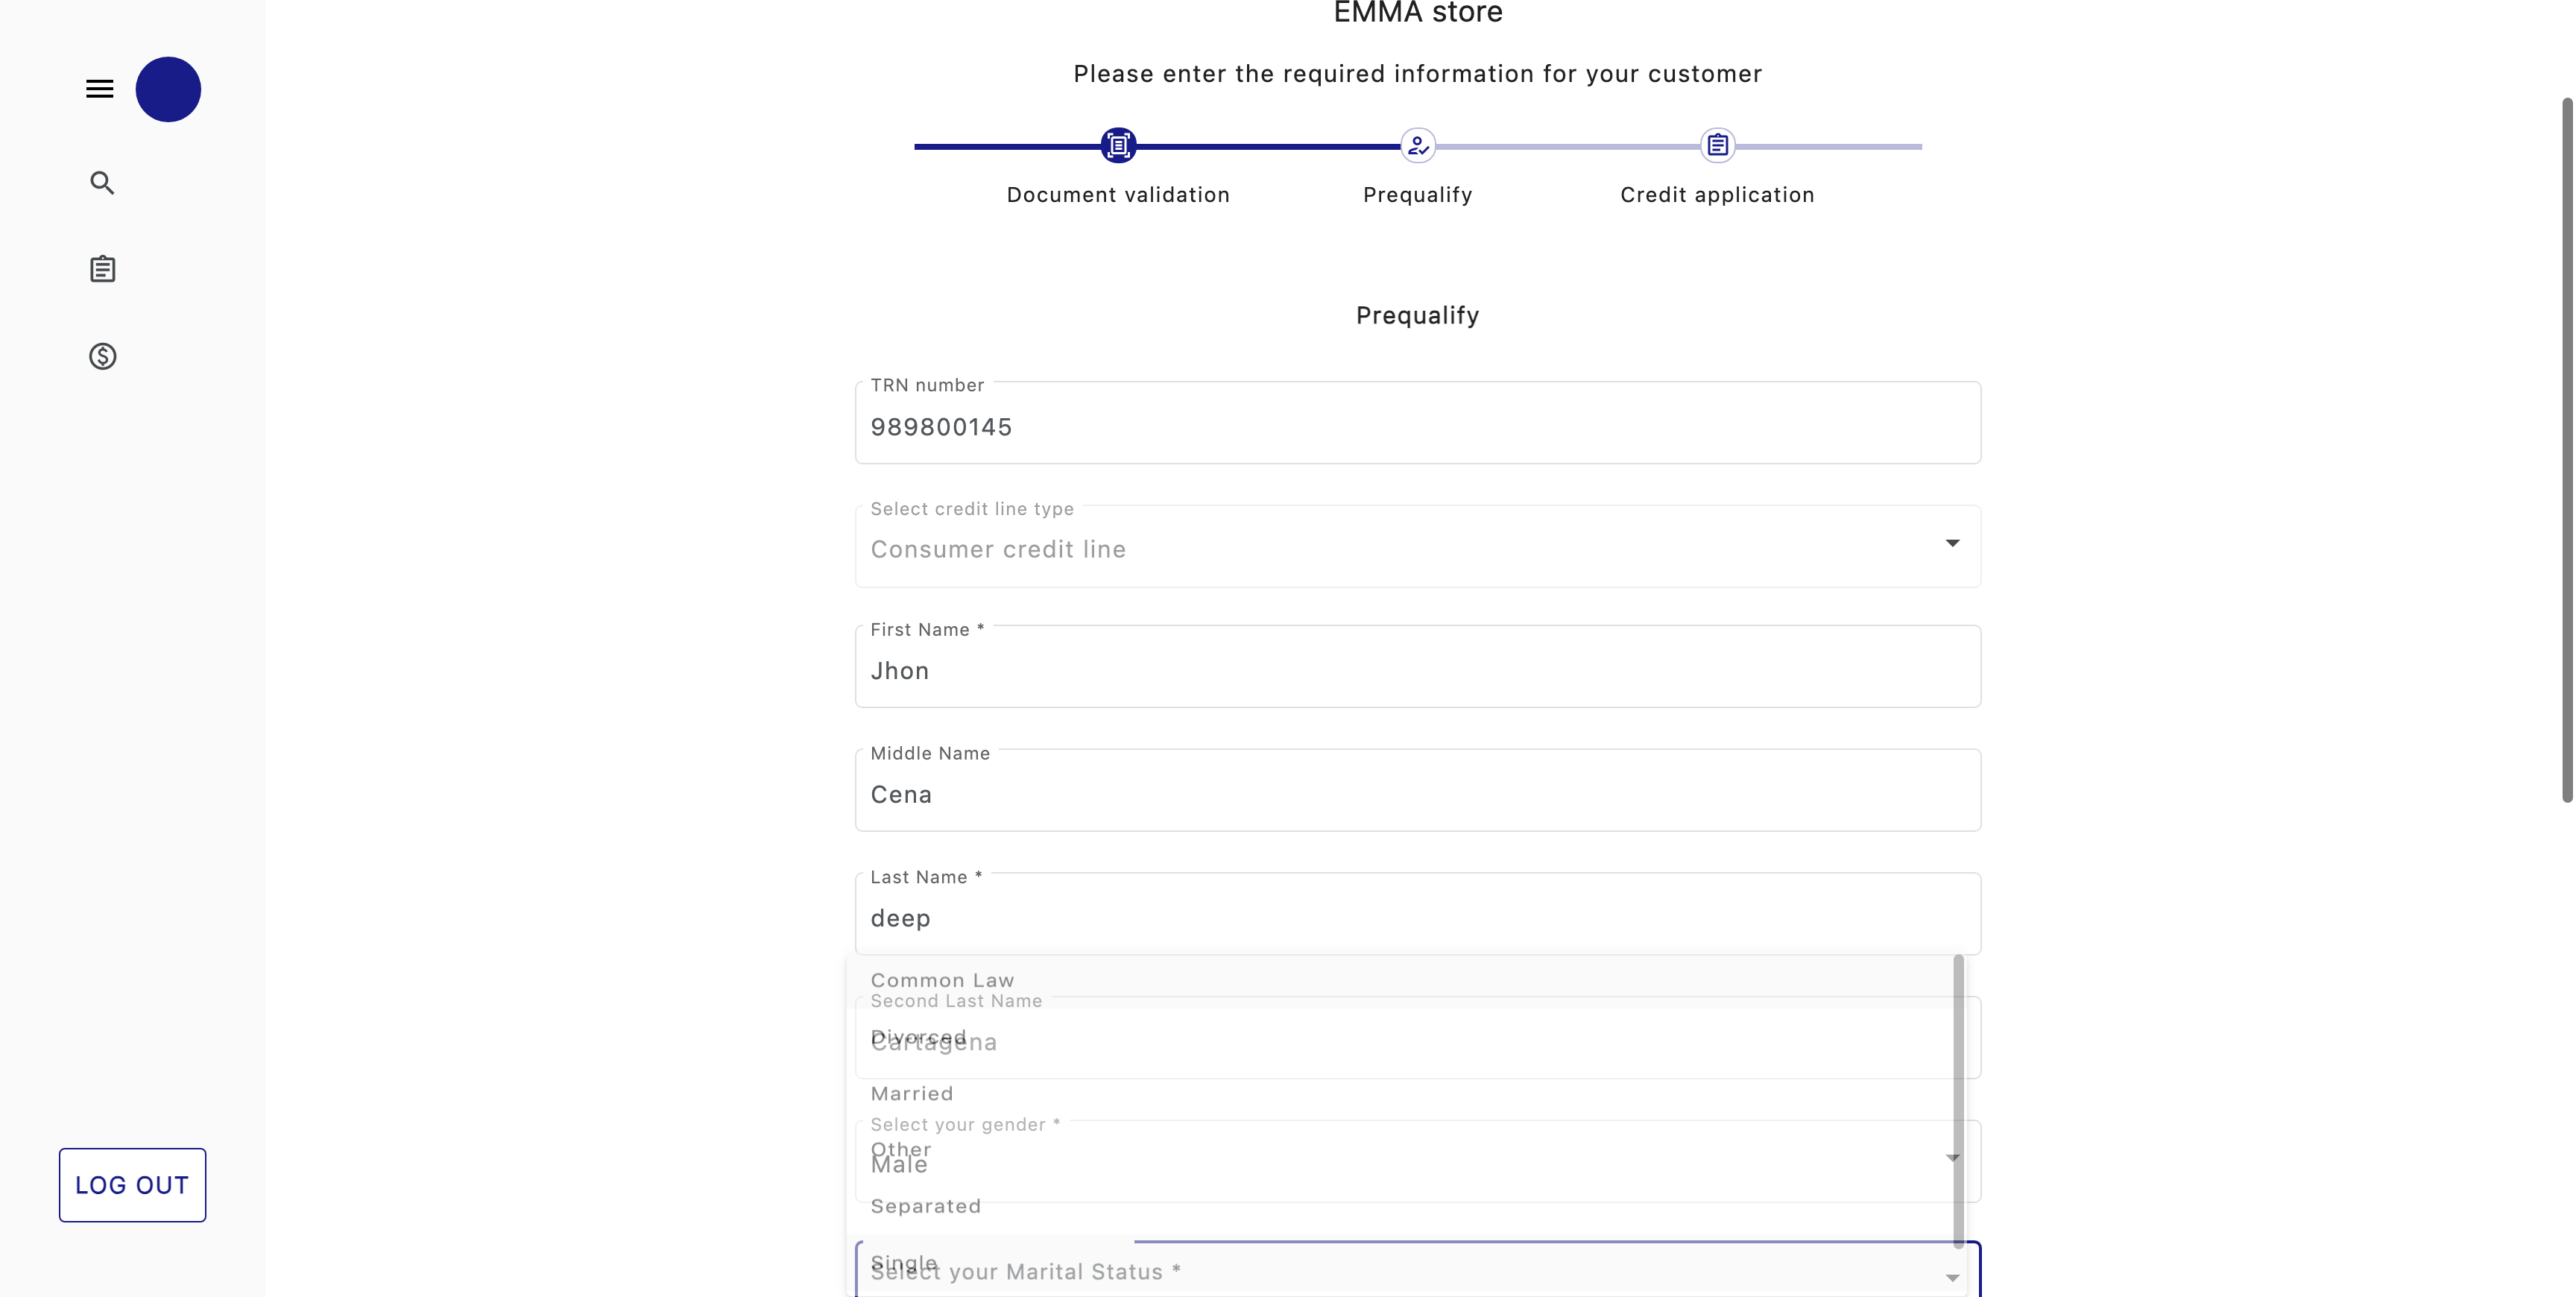 EMMA store
Please enter the required information for your customer
Document validation
Prequalify
Credit application
Prequalify
TRN number
989800145
Select credit line type
Consumer credit line
First Name *
Jhon
Middle Name
Cena
Last Name *
deep
Common Law
Second Last Name
Divorced
Cartagena
Married
Select your gender *
Other
Male
Separated
Single
Select your Marital Status *
LOG OUT